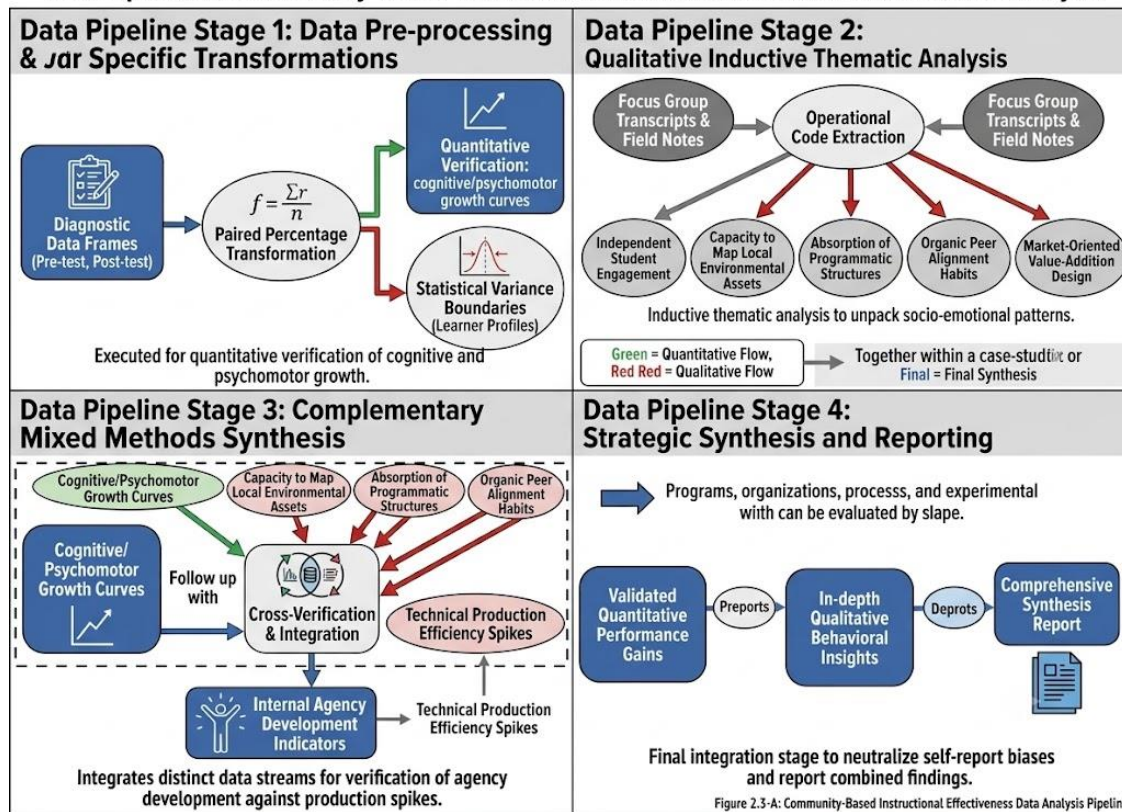 Data Pipeline Stage 1: Data Pre-processing
& Jar Specific Transformations
Diagnostic
Data Frames
(Pre-test, Post-test)
f = Σr / n
Paired Percentage
Transformation
Quantitative
Verification:
cognitive/psychomotor
growth curves
Statistical Variance
Boundaries
(Learner Profiles)
Executed for quantitative verification of cognitive and
psychomotor growth.
Data Pipeline Stage 2:
Qualitative Inductive Thematic Analysis
Focus Group
Transcripts &
Field Notes
Operational
Code Extraction
Focus Group
Transcripts &
Field Notes
Independent
Student
Engagement
Capacity to
Map Local
Environmental
Assets
Absorption of
Programmatic
Structures
Organic Peer
Alignment
Habits
Market-Oriented
Value-Addition
Design
Inductive thematic analysis to unpack socio-emotional patterns.
Green = Quantitative Flow,
Red Red = Qualitative Flow
Together within a or
Final = Final Synthesis
Data Pipeline Stage 3: Complementary
Mixed Methods Synthesis
Cognitive/Psychomotor
Growth Curves
Capacity to Map
Local Environmental
Assets
Absorption of
Programmatic
Structures
Organic Peer
Alignment
Habits
Cognitive/
Psychomotor
Growth Curves
Follow up
with
Cross-Verification
& Integration
Technical Production
Efficiency Spikes
Internal Agency
Development
Indicators
Technical Production
Efficiency Spikes
Integrates distinct data streams for verification of agency
development against production spikes.
Data Pipeline Stage 4:
Strategic Synthesis and Reporting
Programs, organizations, processs, and experimental
with can be evaluated by slape.
Validated
Quantitative
Performance
Gains
Preports
In-depth
Qualitative
Behavioral
Insights
Deprots
Comprehensive
Synthesis
Report
Final integration stage to neutralize self-report biases
and report combined findings.
Figure 2.3-A: Community-Based Instructional Effectiveness Data Analysis Pipelin